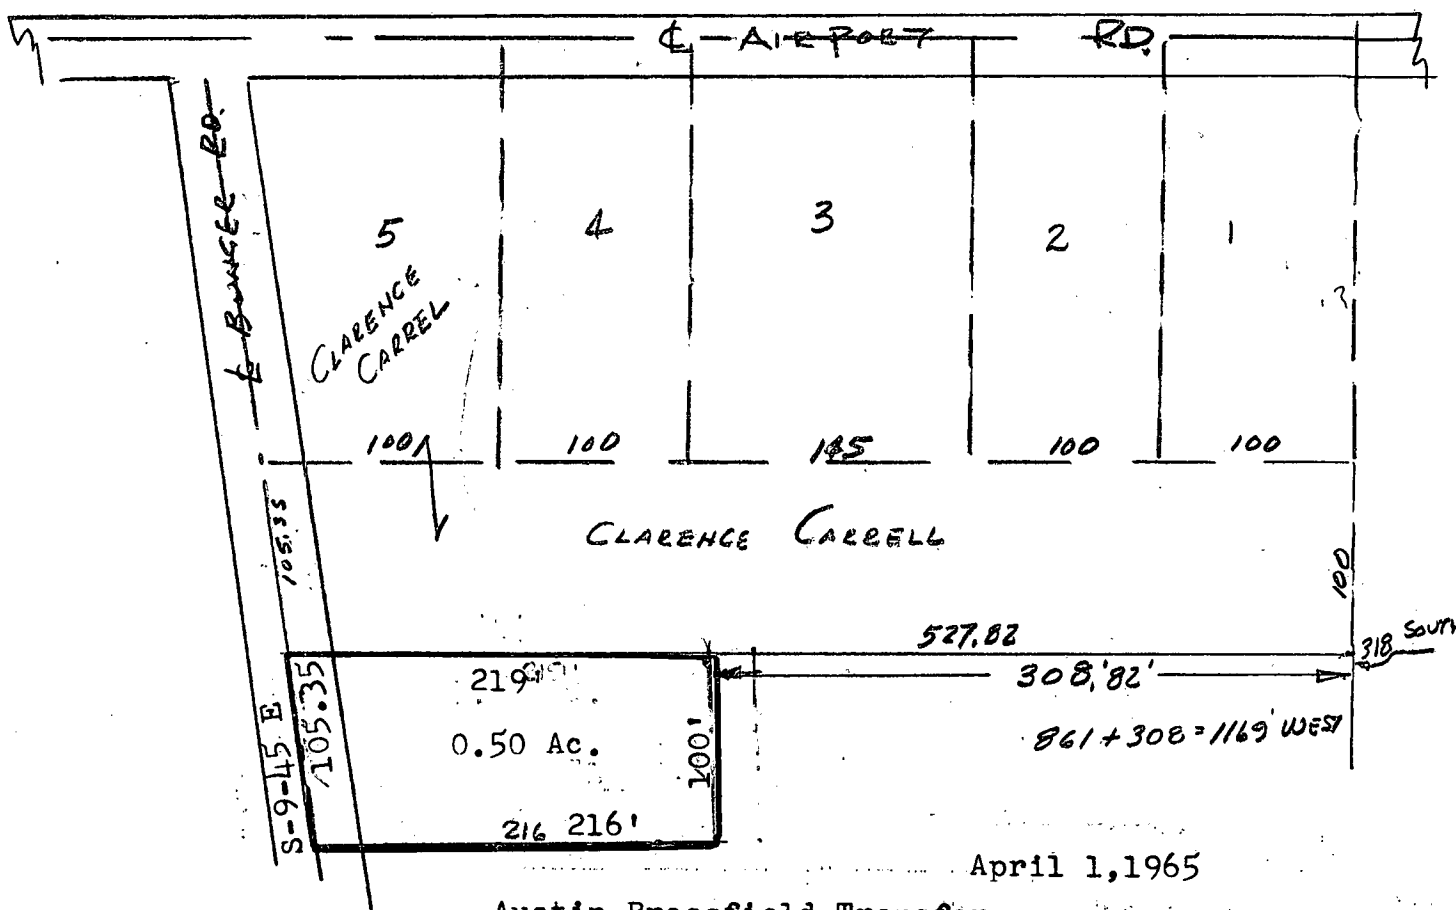 ℄ AIRPORT RD.
℄ BOWGER RD.
5
4
3
2
1
CLARENCE
CARREL
100
100
185
100
100
105.35
CLARENCE CARRELL
100
527.82
318 SOUTH
219'
308.'82'
105.35
S-9-45 E
0.50 Ac.
100'
861 + 308 = 1169' WEST
216 216'
April 1,1965